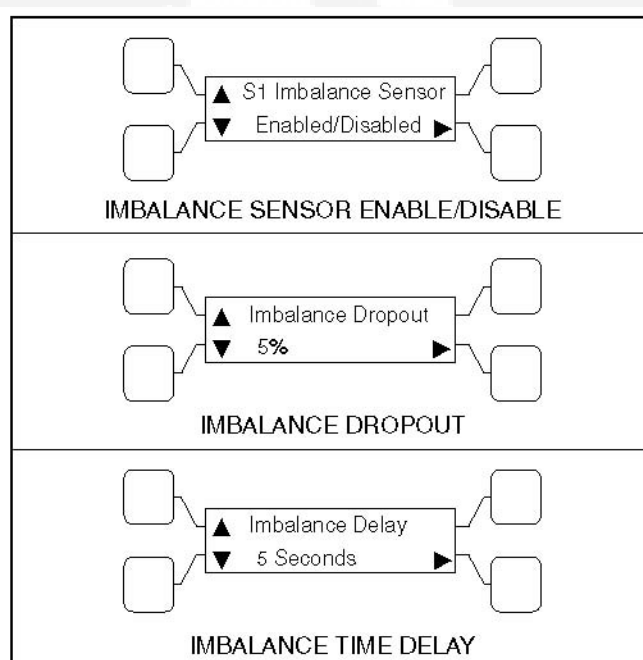 ▲ S1 Imbalance Sensor
▼ Enabled/Disabled ▶
IMBALANCE SENSOR ENABLE/DISABLE
▲ Imbalance Dropout
▼ 5% ▶
IMBALANCE DROPOUT
▲ Imbalance Delay
▼ 5 Seconds ▶
IMBALANCE TIME DELAY